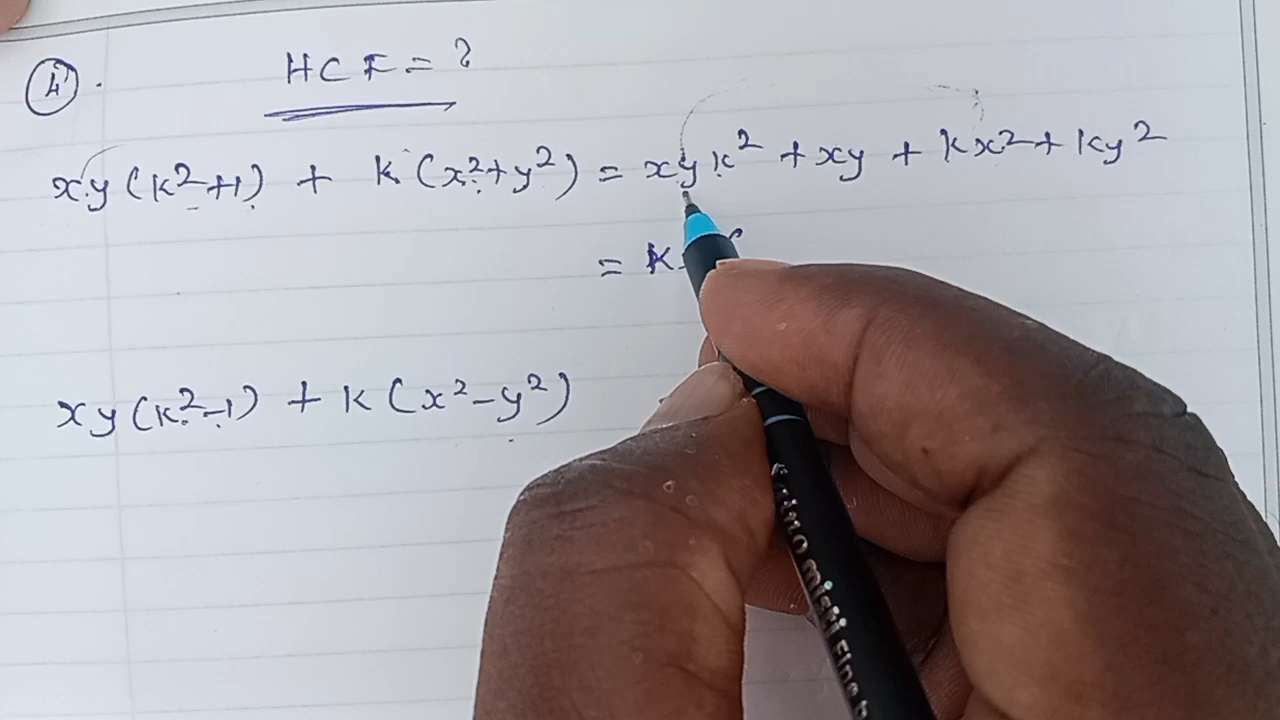 4.
HCF = ?
xy(k²+1) + k(x²+y²) = xyk² + xy + kx² + ky²
= k
xy(k²-1) + k(x²-y²)